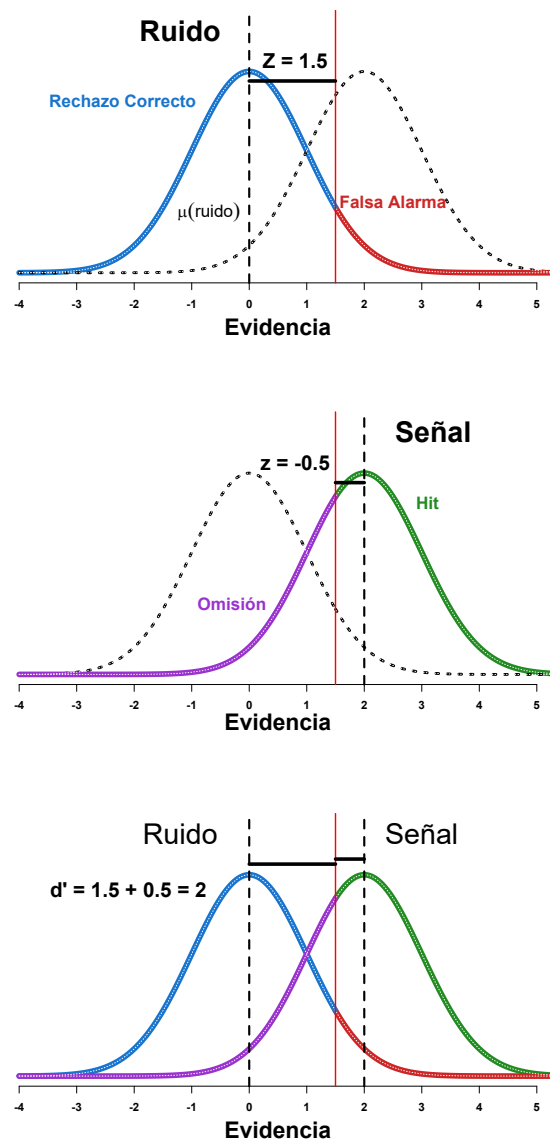 Ruido
Z = 1.5
Rechazo Correcto
μ(ruido)
Falsa Alarma
-4 -3 -2 -1 0 1 2 3 4 5
Evidencia
Señal
z = -0.5
Hit
Omisión
-4 -3 -2 -1 0 1 2 3 4 5
Evidencia
Ruido Señal
d' = 1.5 + 0.5 = 2
-4 -3 -2 -1 0 1 2 3 4 5
Evidencia